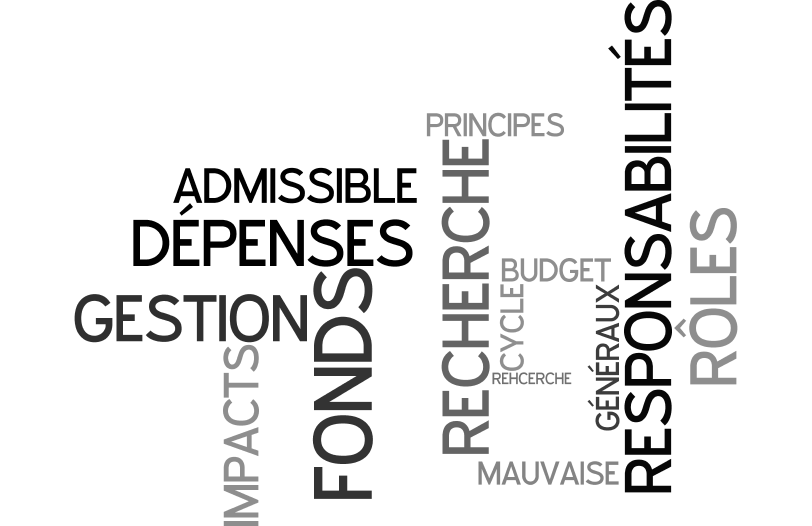 PRINCIPES
ADMISSIBLE
DÉPENSES
GESTION
FONDS
IMPACTS
RECHERCHE
BUDGET
CYCLE
REHCERCHE
GÉNÉRAUX
RESPONSABILITÉS
RÔLES
MAUVAISE